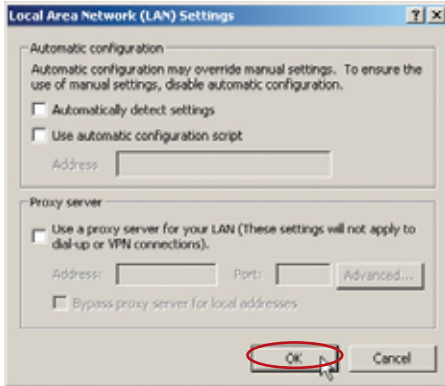 Local Area Network (LAN) Settings
Automatic configuration
Automatic configuration may override manual settings. To ensure the
use of manual settings, disable automatic configuration.
Automatically detect settings
Use automatic configuration script
Address
Proxy server
Use a proxy server for your LAN (These settings will not apply to
dial-up or VPN connections).
Address: Port: Advanced...
Bypass proxy server for local addresses
OK Cancel